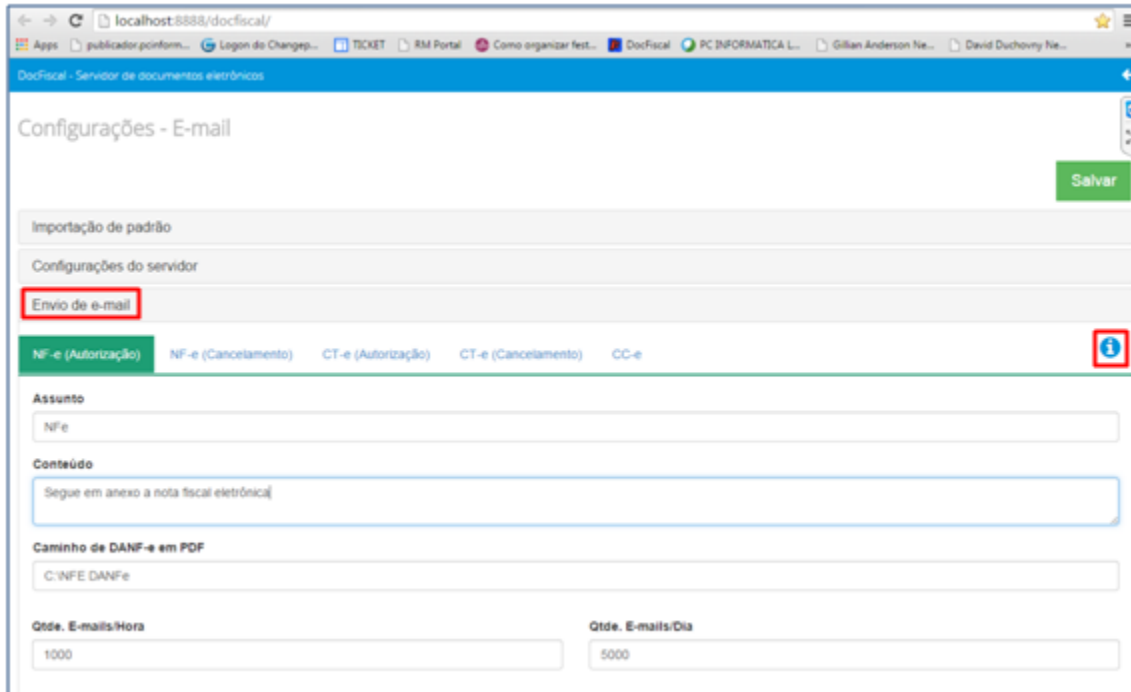 localhost:8888/docfiscal/
Apps publicador.pcinform... Logon do Changep... TICKET RM Portal Como organizar fest... DocFiscal PC INFORMATICA L... Gillian Anderson Ne... David Duchovny Ne...
DocFiscal - Servidor de documentos eletrônicos
Configurações - E-mail
Salvar
Importação de padrão
Configurações do servidor
Envio de e-mail
NF-e (Autorização) NF-e (Cancelamento) CT-e (Autorização) CT-e (Cancelamento) CC-e
Assunto
NFe
Conteúdo
Segue em anexo a nota fiscal eletrônica
Caminho de DANF-e em PDF
C:\NFE DANFe
Qtde. E-mails/Hora Qtde. E-mails/Dia
1000 5000